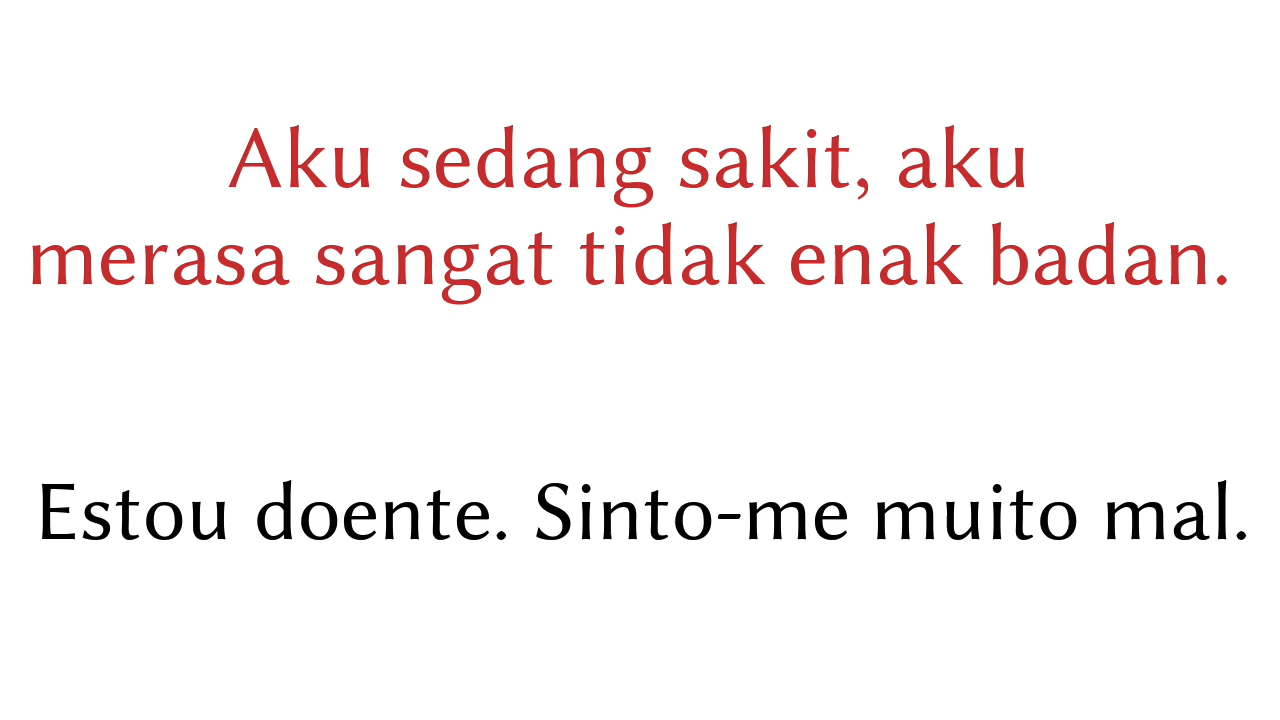 Aku sedang sakit, aku
merasa sangat tidak enak badan.
Estou doente. Sinto-me muito mal.